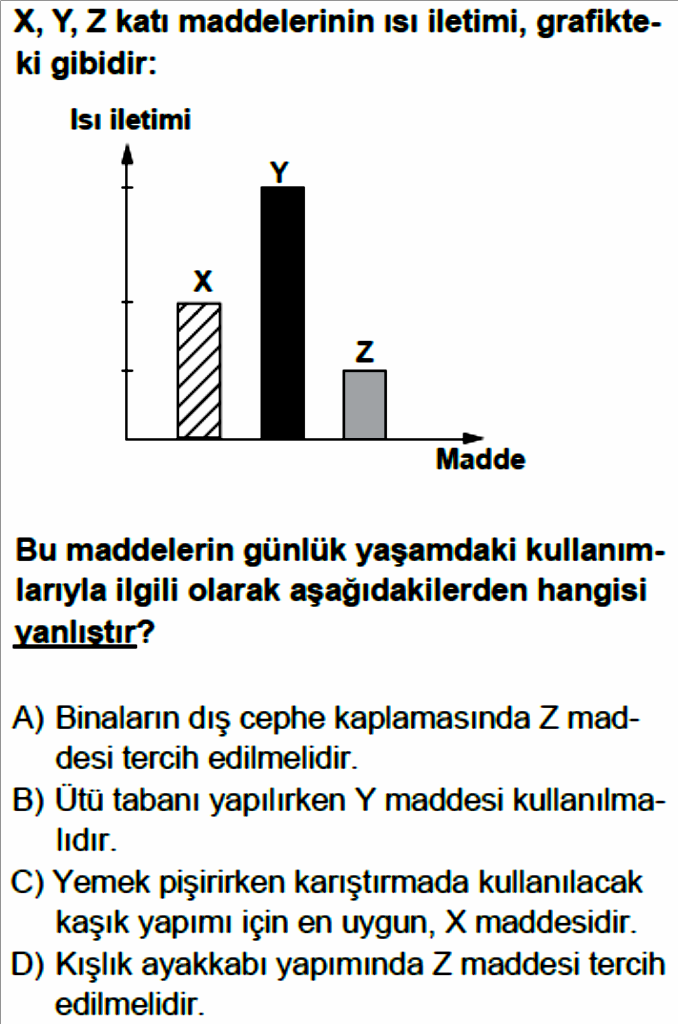 X, Y, Z katı maddelerinin ısı iletimi, grafikte-
ki gibidir:
Isı iletimi
Y
X
Z
Madde
Bu maddelerin günlük yaşamdaki kullanım-
larıyla ilgili olarak aşağıdakilerden hangisi
yanlıştır?
A) Binaların dış cephe kaplamasında Z mad-
desi tercih edilmelidir.
B) Ütü tabanı yapılırken Y maddesi kullanılma-
lıdır.
C) Yemek pişirirken karıştırmada kullanılacak
kaşık yapımı için en uygun, X maddesidir.
D) Kışlık ayakkabı yapımında Z maddesi tercih
edilmelidir.